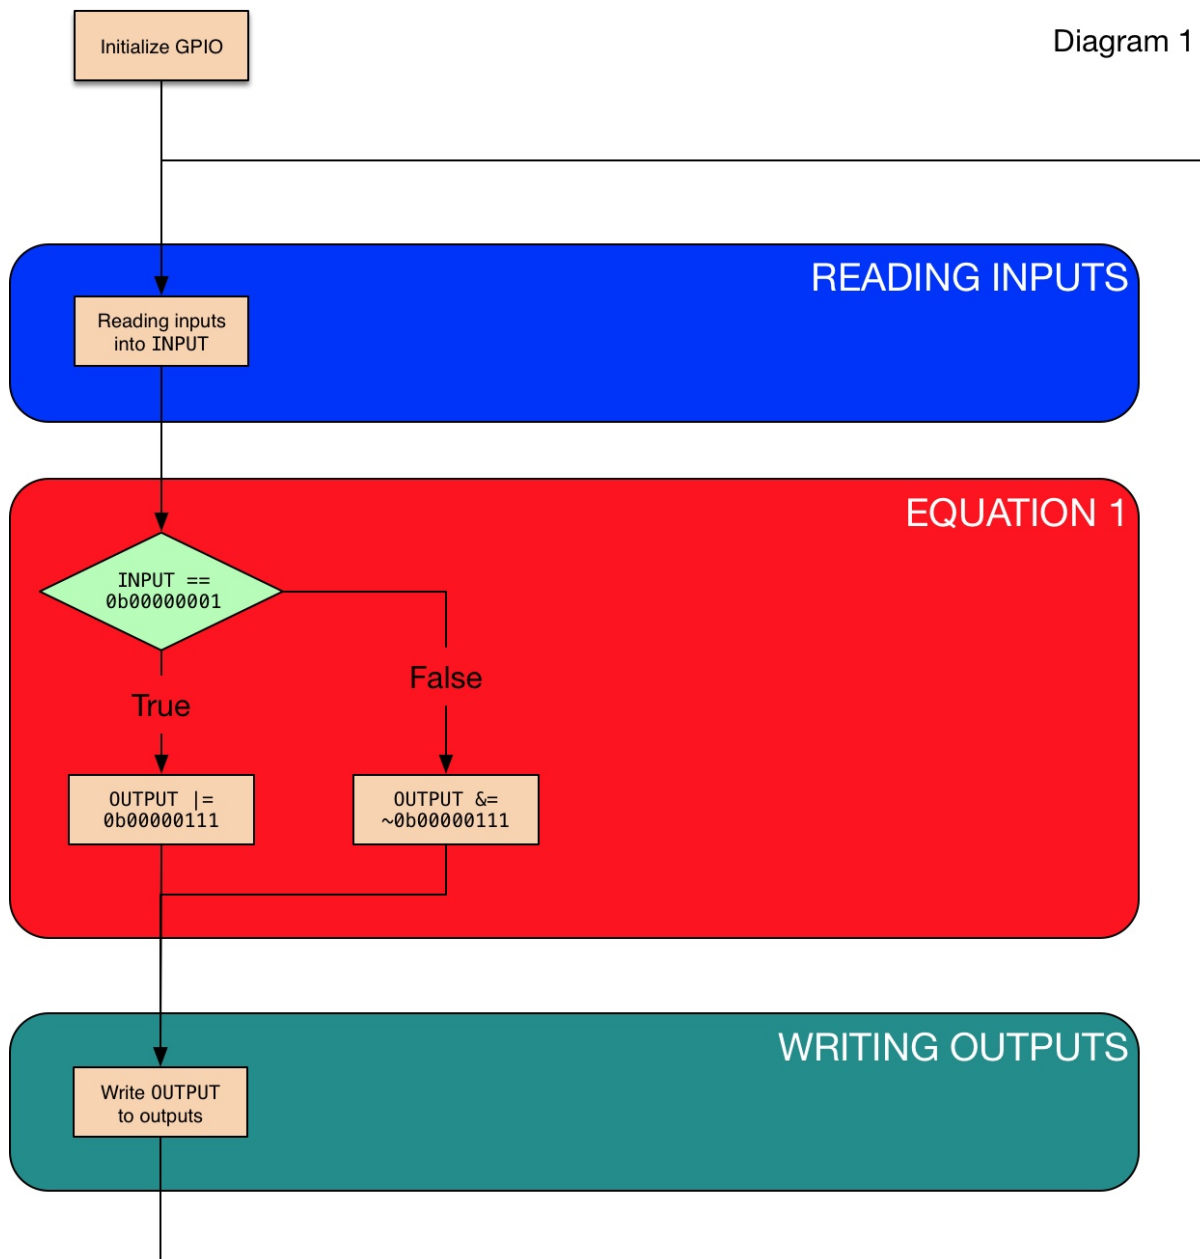 Initialize GPIO
Diagram 1
READING INPUTS
Reading inputs
into INPUT
EQUATION 1
INPUT ==
0b00000001
False
True
OUTPUT |=
0b00000111
OUTPUT &=
~0b00000111
WRITING OUTPUTS
Write OUTPUT
to outputs